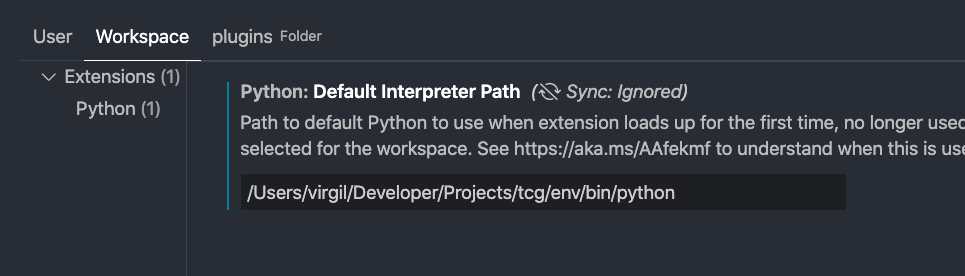 User Workspace plugins Folder
Extensions (1)
Python (1)
Python: Default Interpreter Path (Sync: Ignored)
Path to default Python to use when extension loads up for the first time, no longer used
selected for the workspace. See https://aka.ms/AAfekmf to understand when this is use
/Users/virgil/Developer/Projects/tcg/env/bin/python